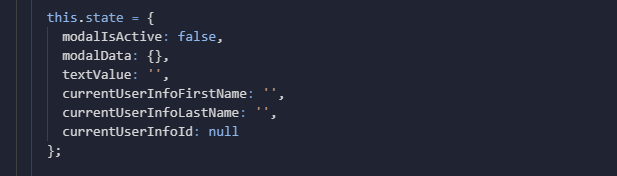 this.state = {
modalIsActive: false,
modalData: {},
textValue: '',
currentUserInfoFirstName: '',
currentUserInfoLastName: '',
currentUserInfoId: null
};